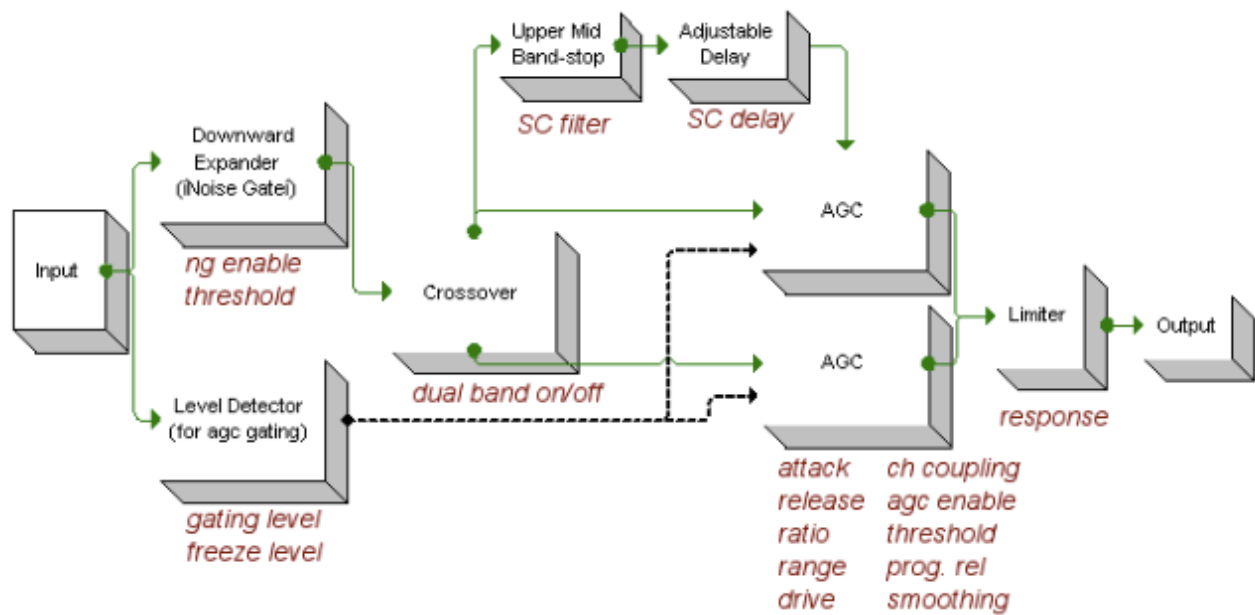 Upper Mid
Band-stop
SC filter
Adjustable
Delay
SC delay
Downward
Expander
(íNoise Gateí)
ng enable
threshold
Input
Crossover
dual band on/off
Level Detector
(for agc gating)
gating level
freeze level
AGC
AGC
attack ch coupling
release agc enable
ratio threshold
range prog. rel
drive smoothing
Limiter
response
Output